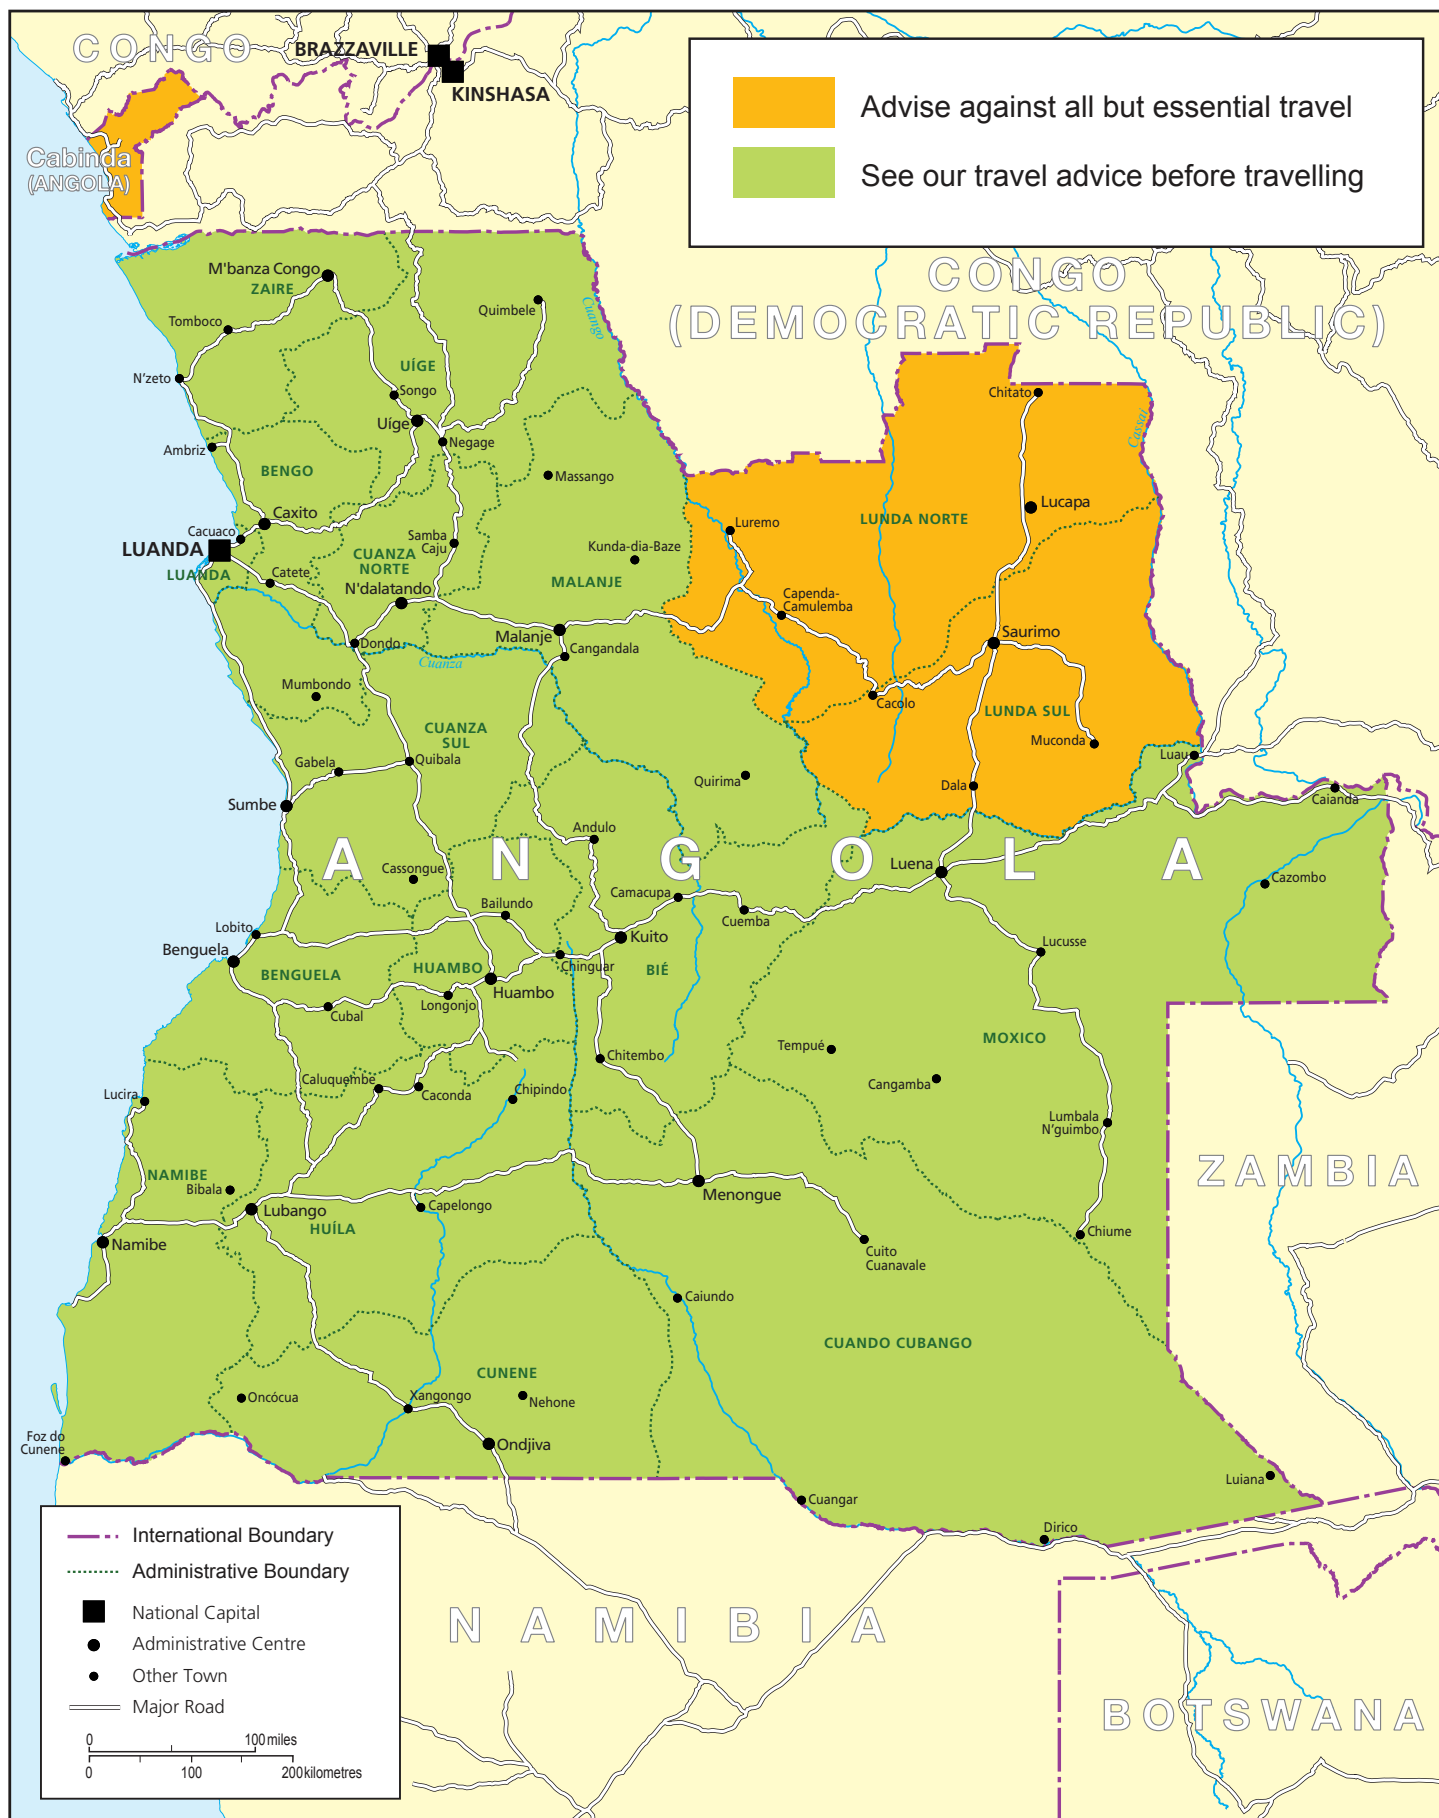 CONGO
BRAZZAVILLE
KINSHASA
Advise against all but essential travel
See our travel advice before travelling
Cabinda
(ANGOLA)
CONGO
(DEMOCRATIC REPUBLIC)
M'banza Congo
ZAIRE
Quimbele
Cuango
Tomboco
N'zeto
UÍGE
Songo
Chitato
Cassai
Uíge
Negage
Ambriz
BENGO
Massango
Lucapa
Caxito
LUNDA NORTE
Luremo
Cacuaco
LUANDA
Samba
Caju
CUANZA
NORTE
Kunda-dia-Baze
LUANDA
Catete
MALANJE
N'dalatando
Capenda-
Camulemba
Malanje
Saurimo
Dondo
Cangandala
Cuanza
Mumbondo
Cacolo
LUNDA SUL
CUANZA
SUL
Muconda
Gabela
Quibala
Luau
Quirima
Dala
Sumbe
Caianda
Andulo
ANGOLA
Cassongue
Luena
Cazombo
Camacupa
Bailundo
Cuemba
Lobito
Kuito
Lucusse
Benguela
BENGUELA
HUAMBO
Chinguar
BIÉ
Huambo
Longonjo
Cubal
MOXICO
Tempué
Chitembo
Caluquembe
Cangamba
Lucira
Caconda
Chipindo
Lumbala
N'guimbo
NAMIBE
ZAMBIA
Bibala
Menongue
Lubango
Capelongo
HUÍLA
Chiume
Namibe
Cuito
Cuanavale
Caiundo
CUANDO CUBANGO
CUNENE
Oncócua
Xangongo
Nehone
Foz do
Cunene
Ondjiva
Luiana
Cuangar
Dirico
International Boundary
Administrative Boundary
National Capital
Administrative Centre
Other Town
Major Road
0 100 miles
0 100 200 kilometres
NAMIBIA
BOTSWANA